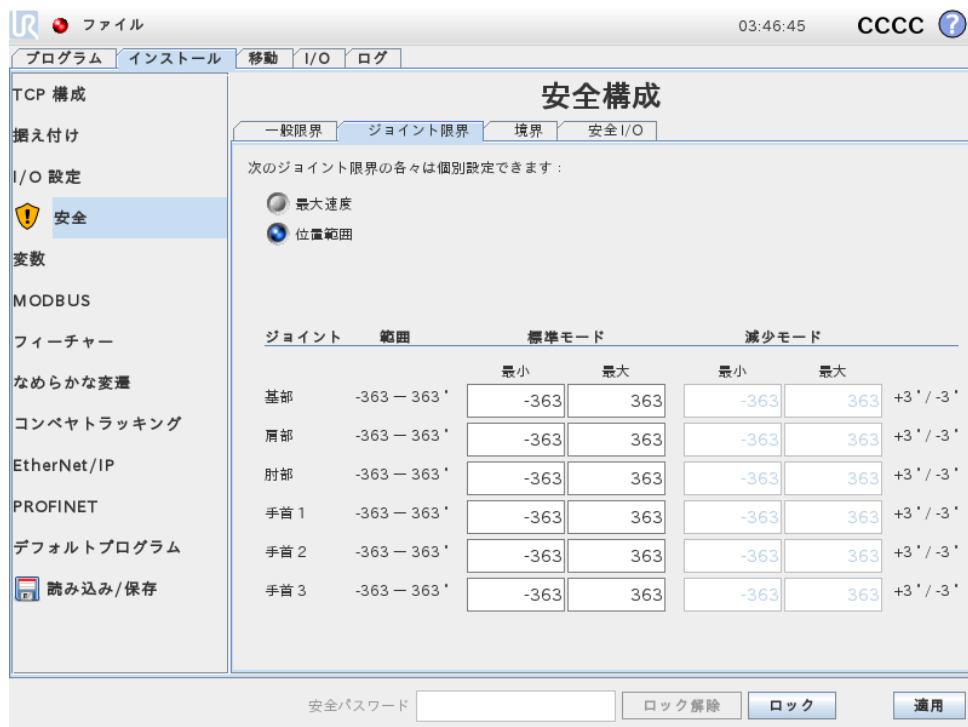 UR ファイル 03:46:45 CCCC ?
プログラム インストール 移動 I/O ログ
TCP 構成
据え付け
I/O 設定
安全
変数
MODBUS
フィーチャー
なめらかな変遷
コンベヤトラッキング
EtherNet/IP
PROFINET
デフォルトプログラム
読み込み/保存
安全構成
一般限界 ジョイント限界 境界 安全 I/O
次のジョイント限界の各々は個別設定できます：
最大速度
位置範囲
ジョイント 範囲 標準モード 減少モード
最小 最大 最小 最大
基部 -363 — 363 ˚ -363 363 -363 363 +3 ˚ / -3 ˚
肩部 -363 — 363 ˚ -363 363 -363 363 +3 ˚ / -3 ˚
肘部 -363 — 363 ˚ -363 363 -363 363 +3 ˚ / -3 ˚
手首 1 -363 — 363 ˚ -363 363 -363 363 +3 ˚ / -3 ˚
手首 2 -363 — 363 ˚ -363 363 -363 363 +3 ˚ / -3 ˚
手首 3 -363 — 363 ˚ -363 363 -363 363 +3 ˚ / -3 ˚
安全パスワード ロック解除 ロック 適用